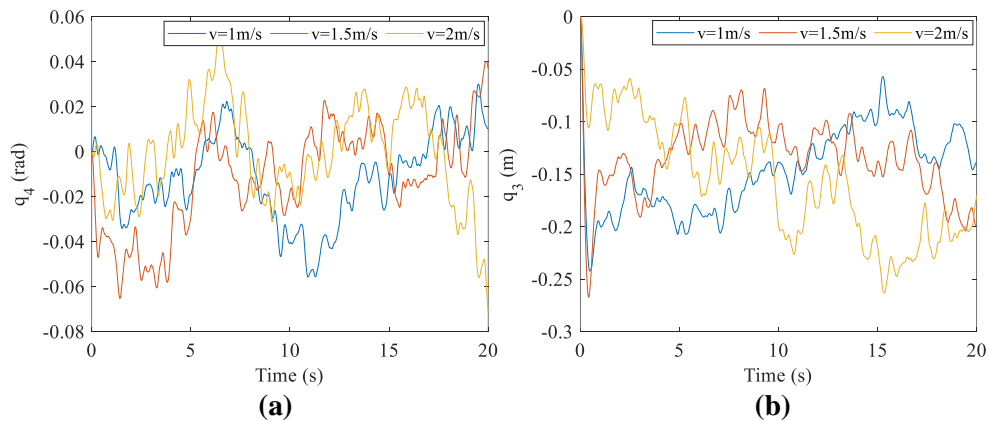 0.06
0.04
0.02
0
-0.02
-0.04
-0.06
-0.08
q4 (rad)
v=1m/s v=1.5m/s v=2m/s
0 5 10 15 20
Time (s)
(a)
0
-0.05
-0.1
-0.15
-0.2
-0.25
-0.3
q3 (m)
v=1m/s v=1.5m/s v=2m/s
0 5 10 15 20
Time (s)
(b)